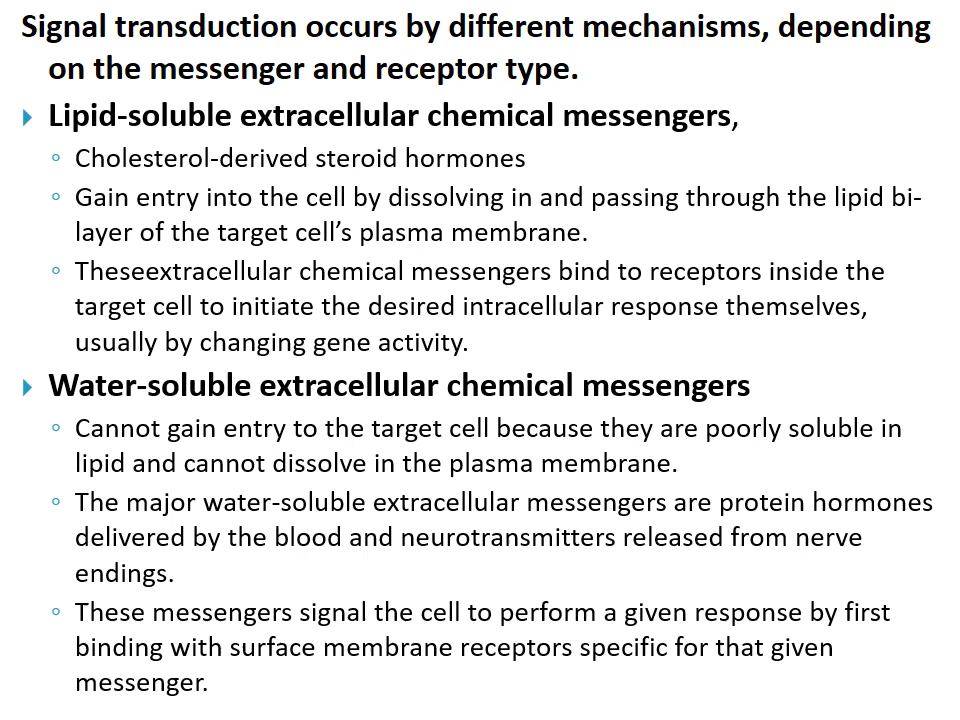 Signal transduction occurs by different mechanisms, depending
on the messenger and receptor type.
Lipid-soluble extracellular chemical messengers,
Cholesterol-derived steroid hormones
Gain entry into the cell by dissolving in and passing through the lipid bi-
layer of the target cell’s plasma membrane.
Theseextracellular chemical messengers bind to receptors inside the
target cell to initiate the desired intracellular response themselves,
usually by changing gene activity.
Water-soluble extracellular chemical messengers
Cannot gain entry to the target cell because they are poorly soluble in
lipid and cannot dissolve in the plasma membrane.
The major water-soluble extracellular messengers are protein hormones
delivered by the blood and neurotransmitters released from nerve
endings.
These messengers signal the cell to perform a given response by first
binding with surface membrane receptors specific for that given
messenger.